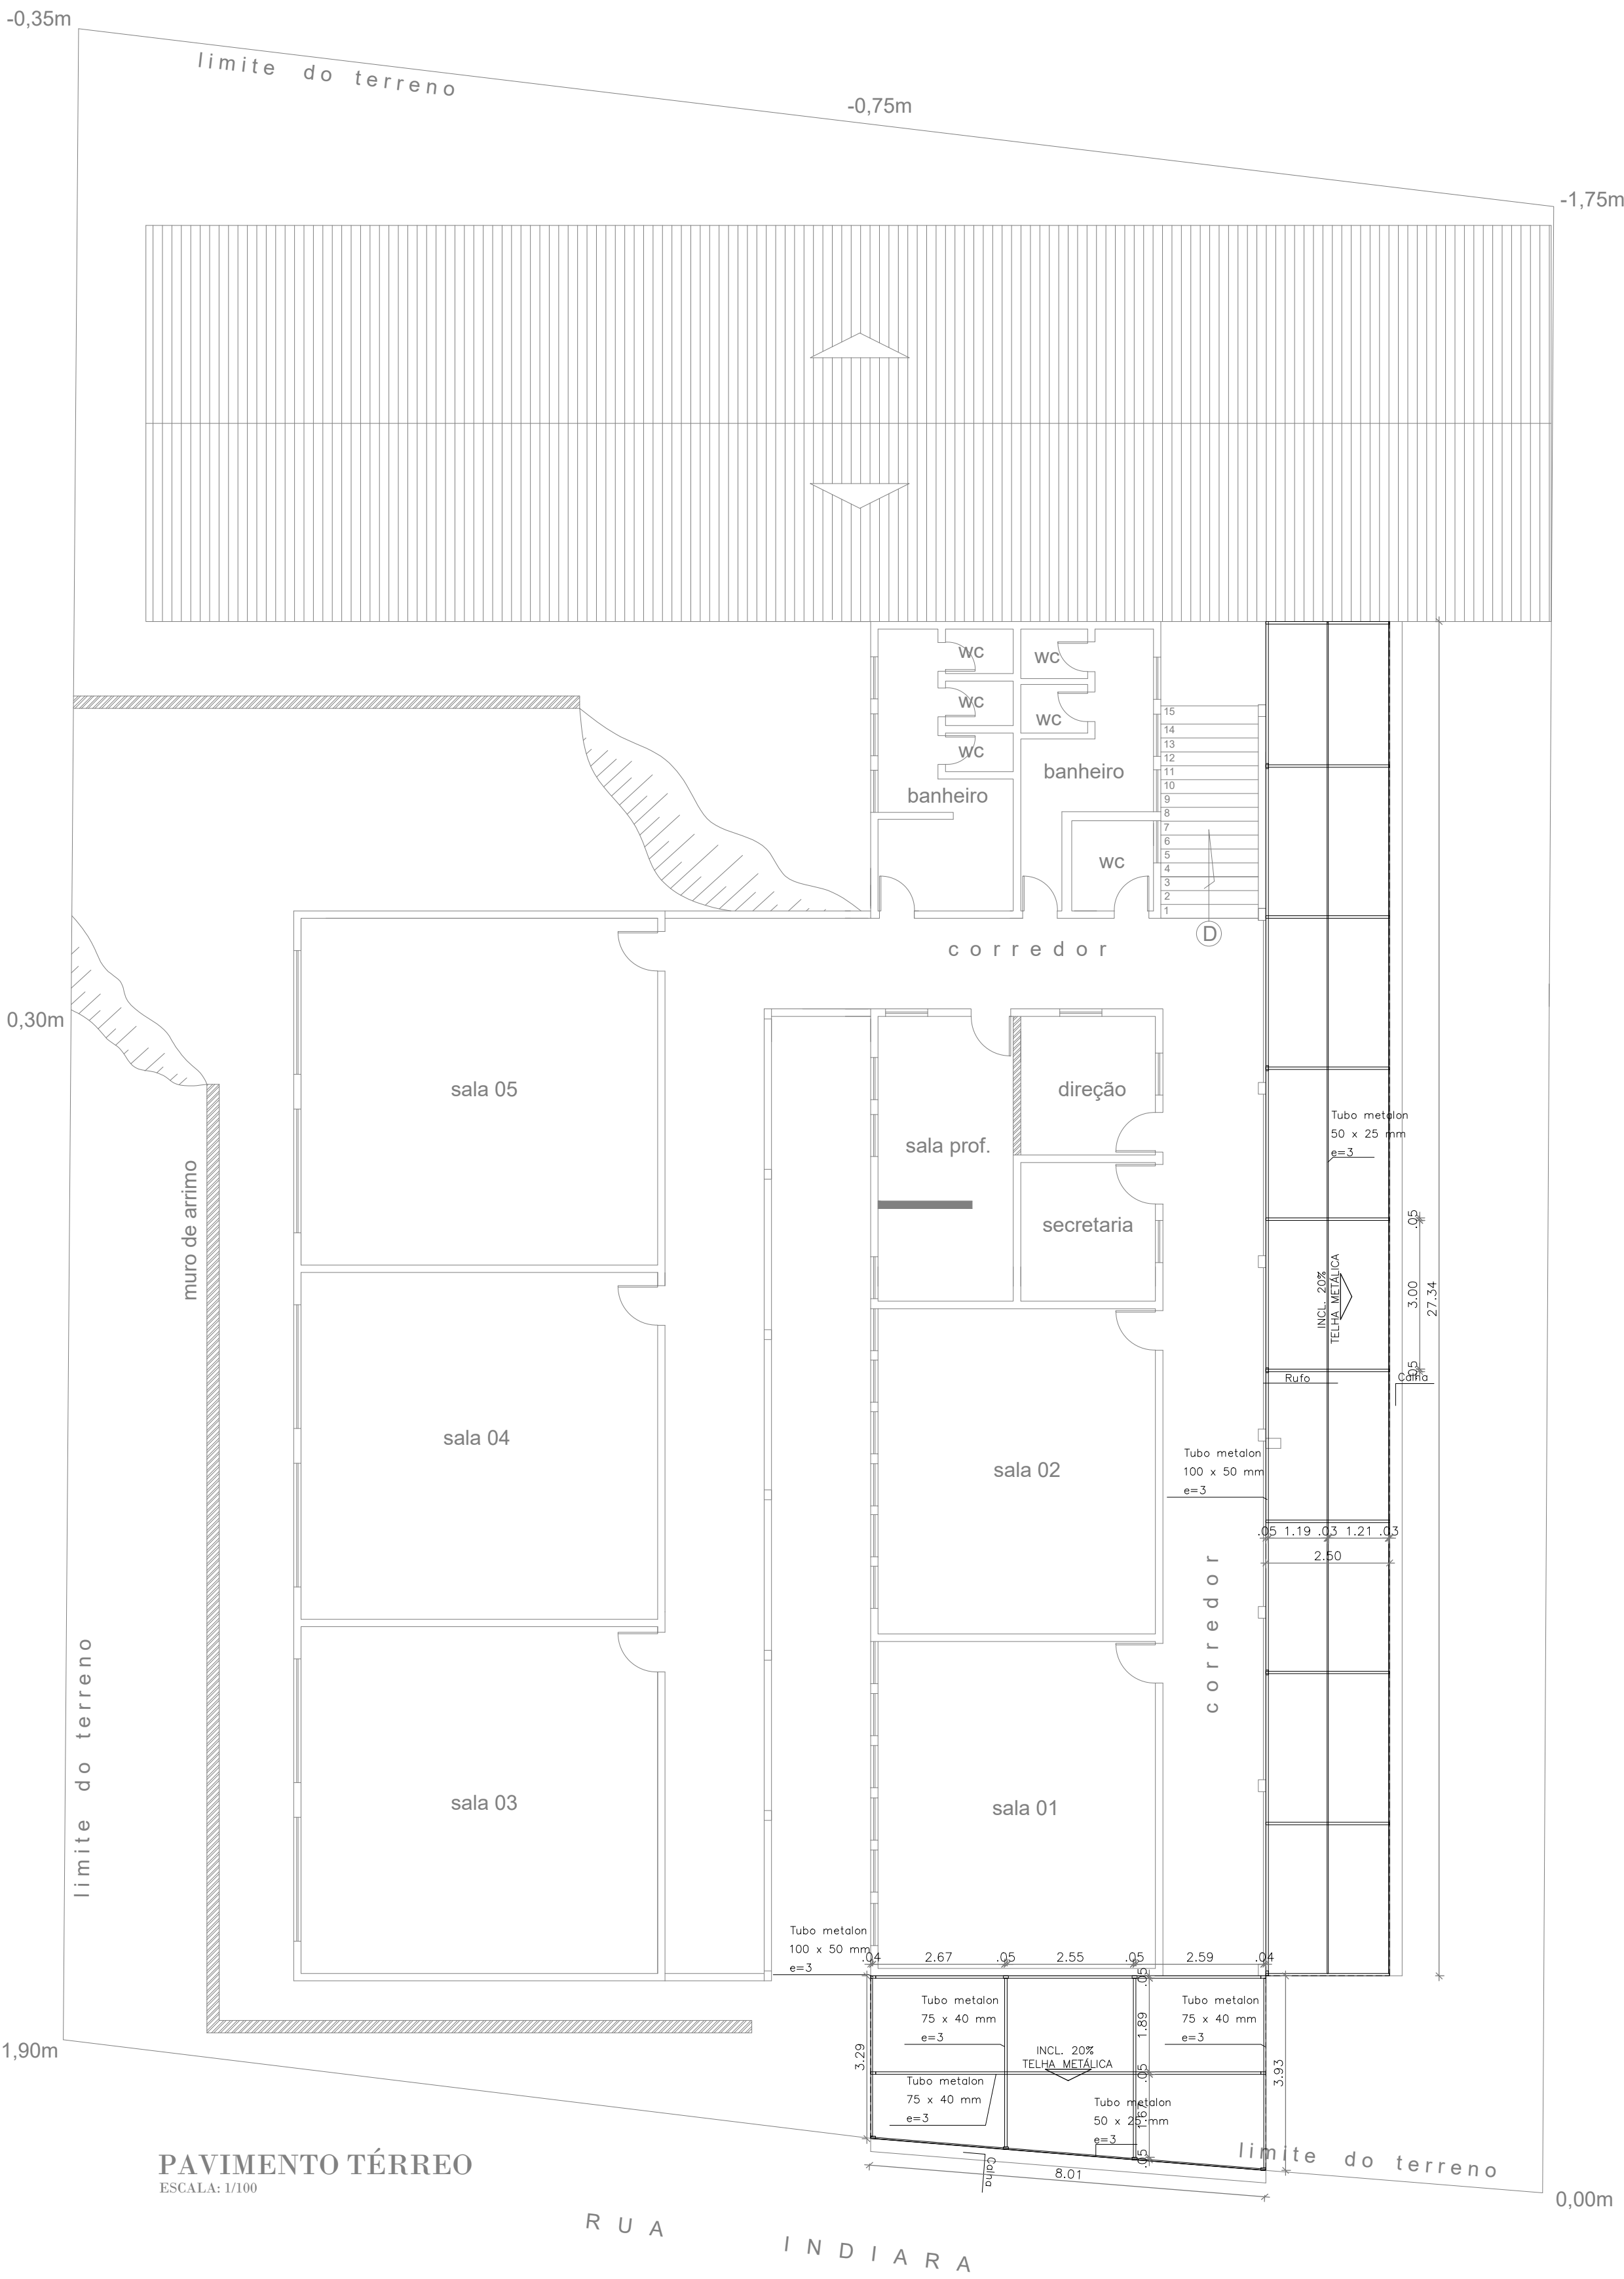 -0,35m
limite do terreno
-0,75m
-1,75m
wc
wc
wc
wc
wc
banheiro
banheiro
wc
15
14
13
12
11
10
9
8
7
6
5
4
3
2
1
D
corredor
0,30m
sala 05
sala prof.
direção
secretaria
muro de arrimo
Tubo metalon
50 x 25 mm
e=3
.05
3.00
.05
27.34
INCL. 20%
TELHA METÁLICA
Rufo
Calha
sala 04
sala 02
Tubo metalon
100 x 50 mm
e=3
.05 1.19 .03 1.21 .03
2.50
corredor
limite do terreno
sala 03
sala 01
Tubo metalon
100 x 50 mm
e=3
.04 2.67 .05 2.55 .05 2.59 .04
.05
1.89
.05
1.67
.05
Tubo metalon
75 x 40 mm
e=3
Tubo metalon
75 x 40 mm
e=3
INCL. 20%
TELHA METÁLICA
3.29
3.93
Tubo metalon
75 x 40 mm
e=3
Tubo metalon
50 x 25 mm
e=3
1,90m
Calha
8.01
limite do terreno
0,00m
PAVIMENTO TÉRREO
ESCALA: 1/100
RUA INDIARA